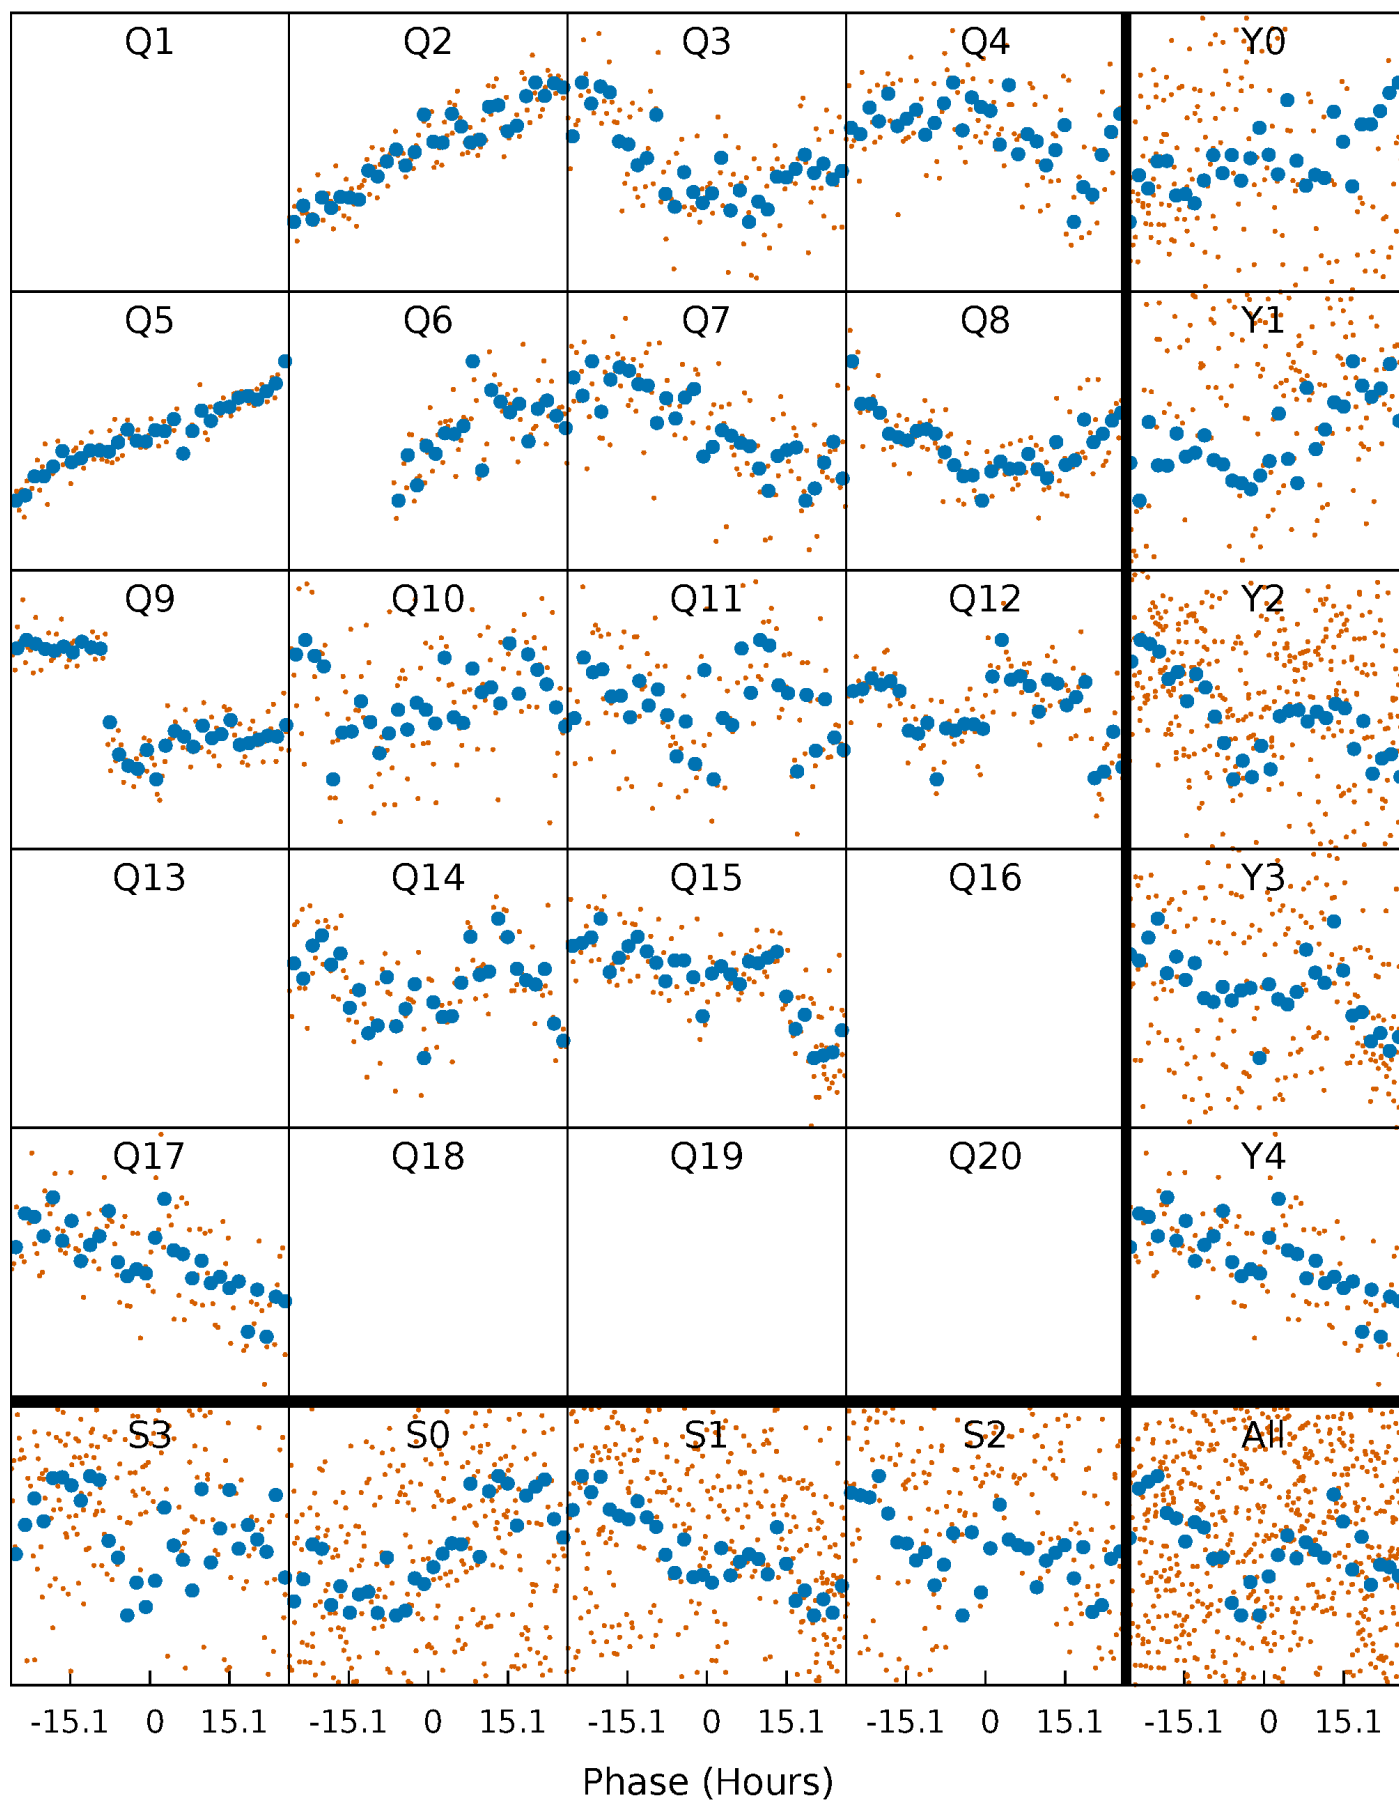 Q1 Q2 Q3 Q4 Y0
Q5 Q6 Q7 Q8 Y1
Q9 Q10 Q11 Q12 Y2
Q13 Q14 Q15 Q16 Y3
Q17 Q18 Q19 Q20 Y4
S3 S0 S1 S2 All
-15.1 0 15.1 -15.1 0 15.1 -15.1 0 15.1 -15.1 0 15.1 -15.1 0 15.1
Phase (Hours)